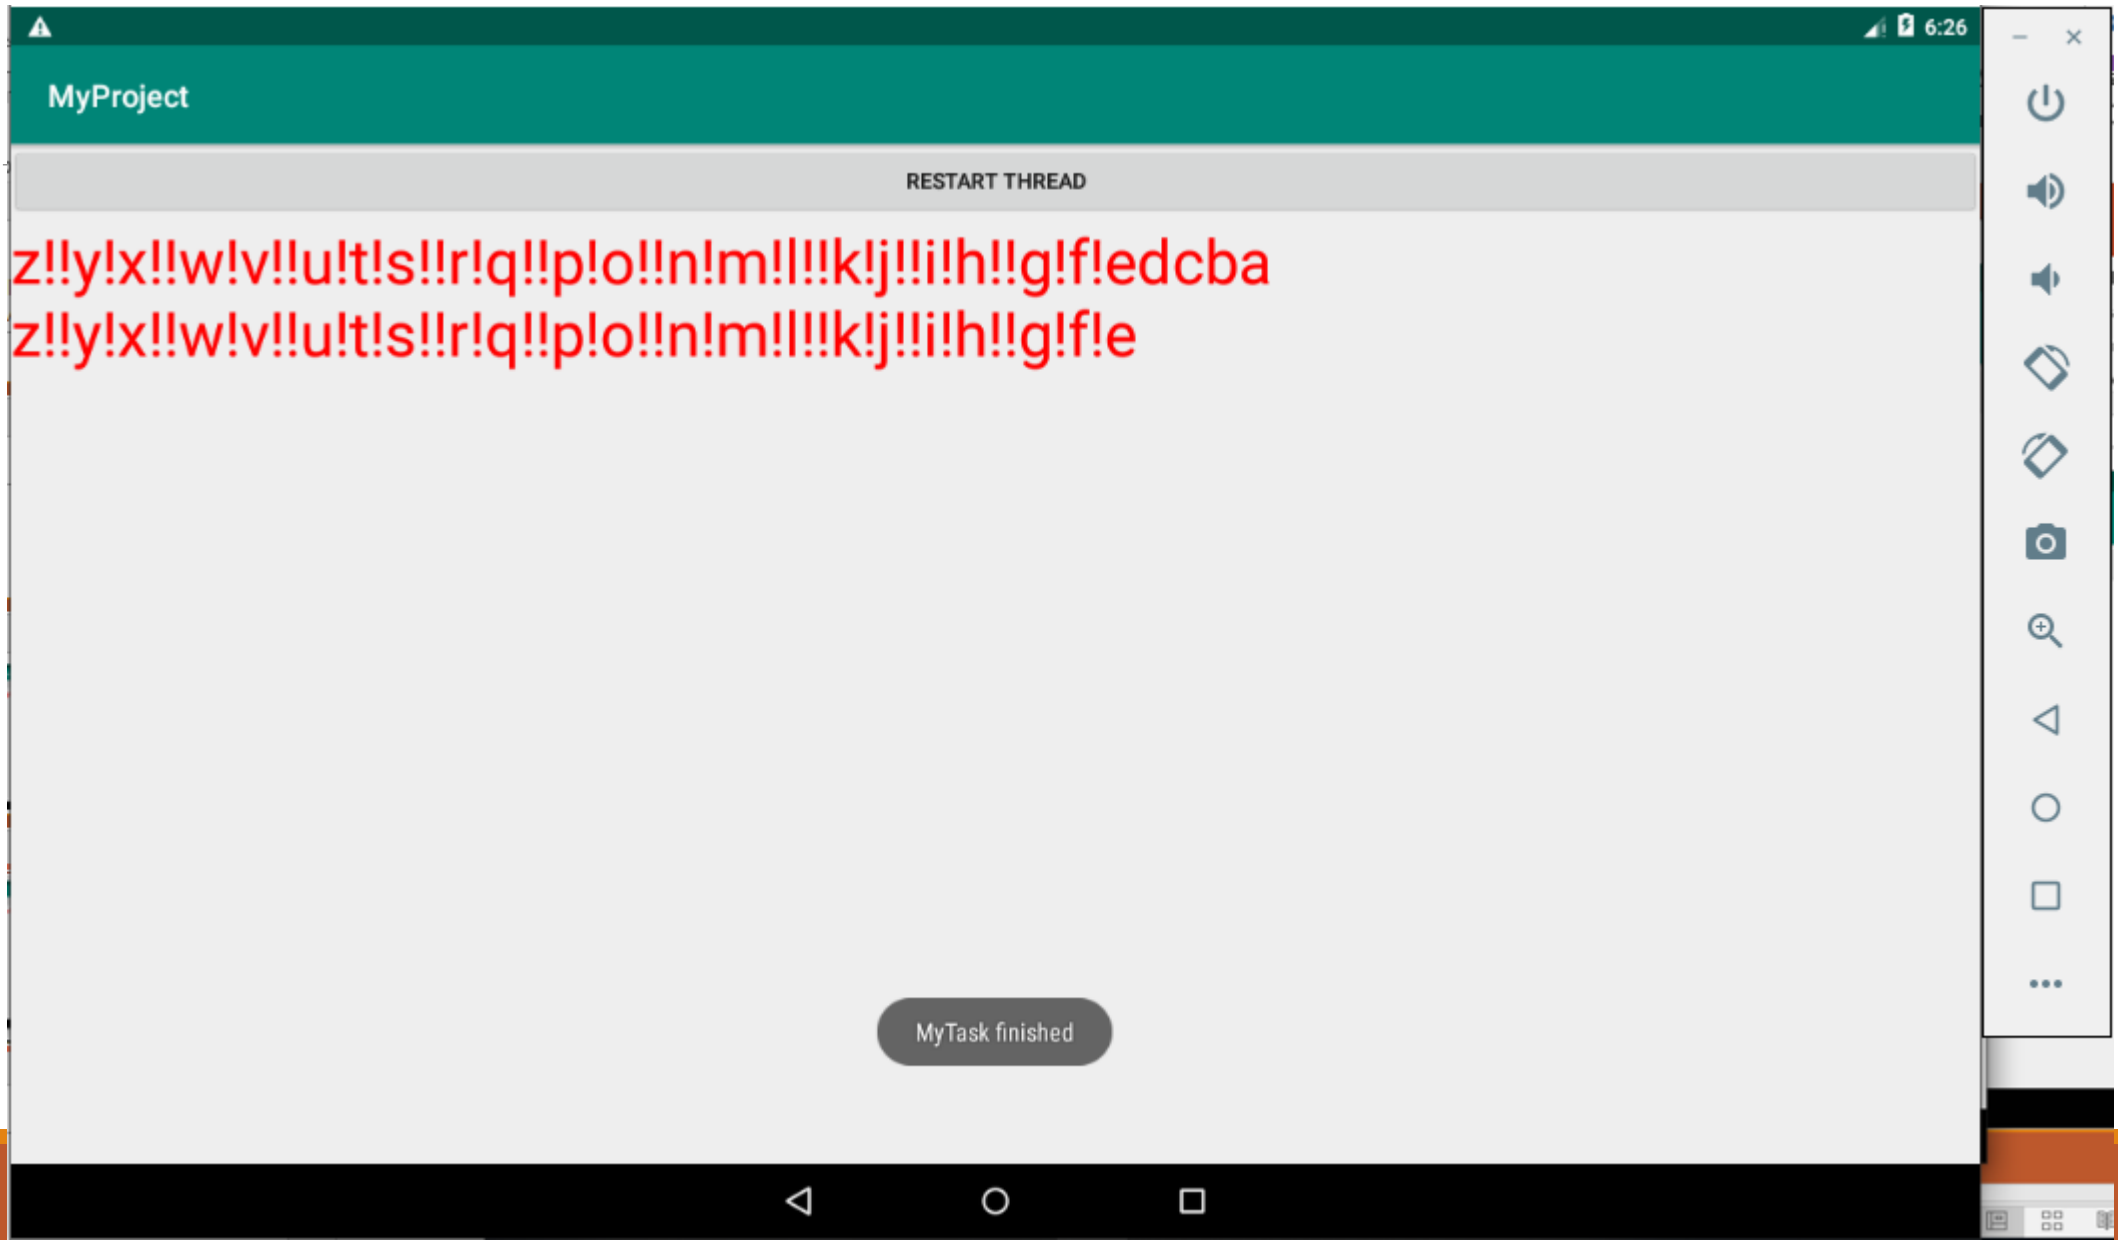 6:26
MyProject
RESTART THREAD
z!!y!x!!w!v!!u!t!s!!r!q!!p!o!!n!m!l!!k!j!!i!h!!g!f!edcba
z!!y!x!!w!v!!u!t!s!!r!q!!p!o!!n!m!l!!k!j!!i!h!!g!f!e
MyTask finished